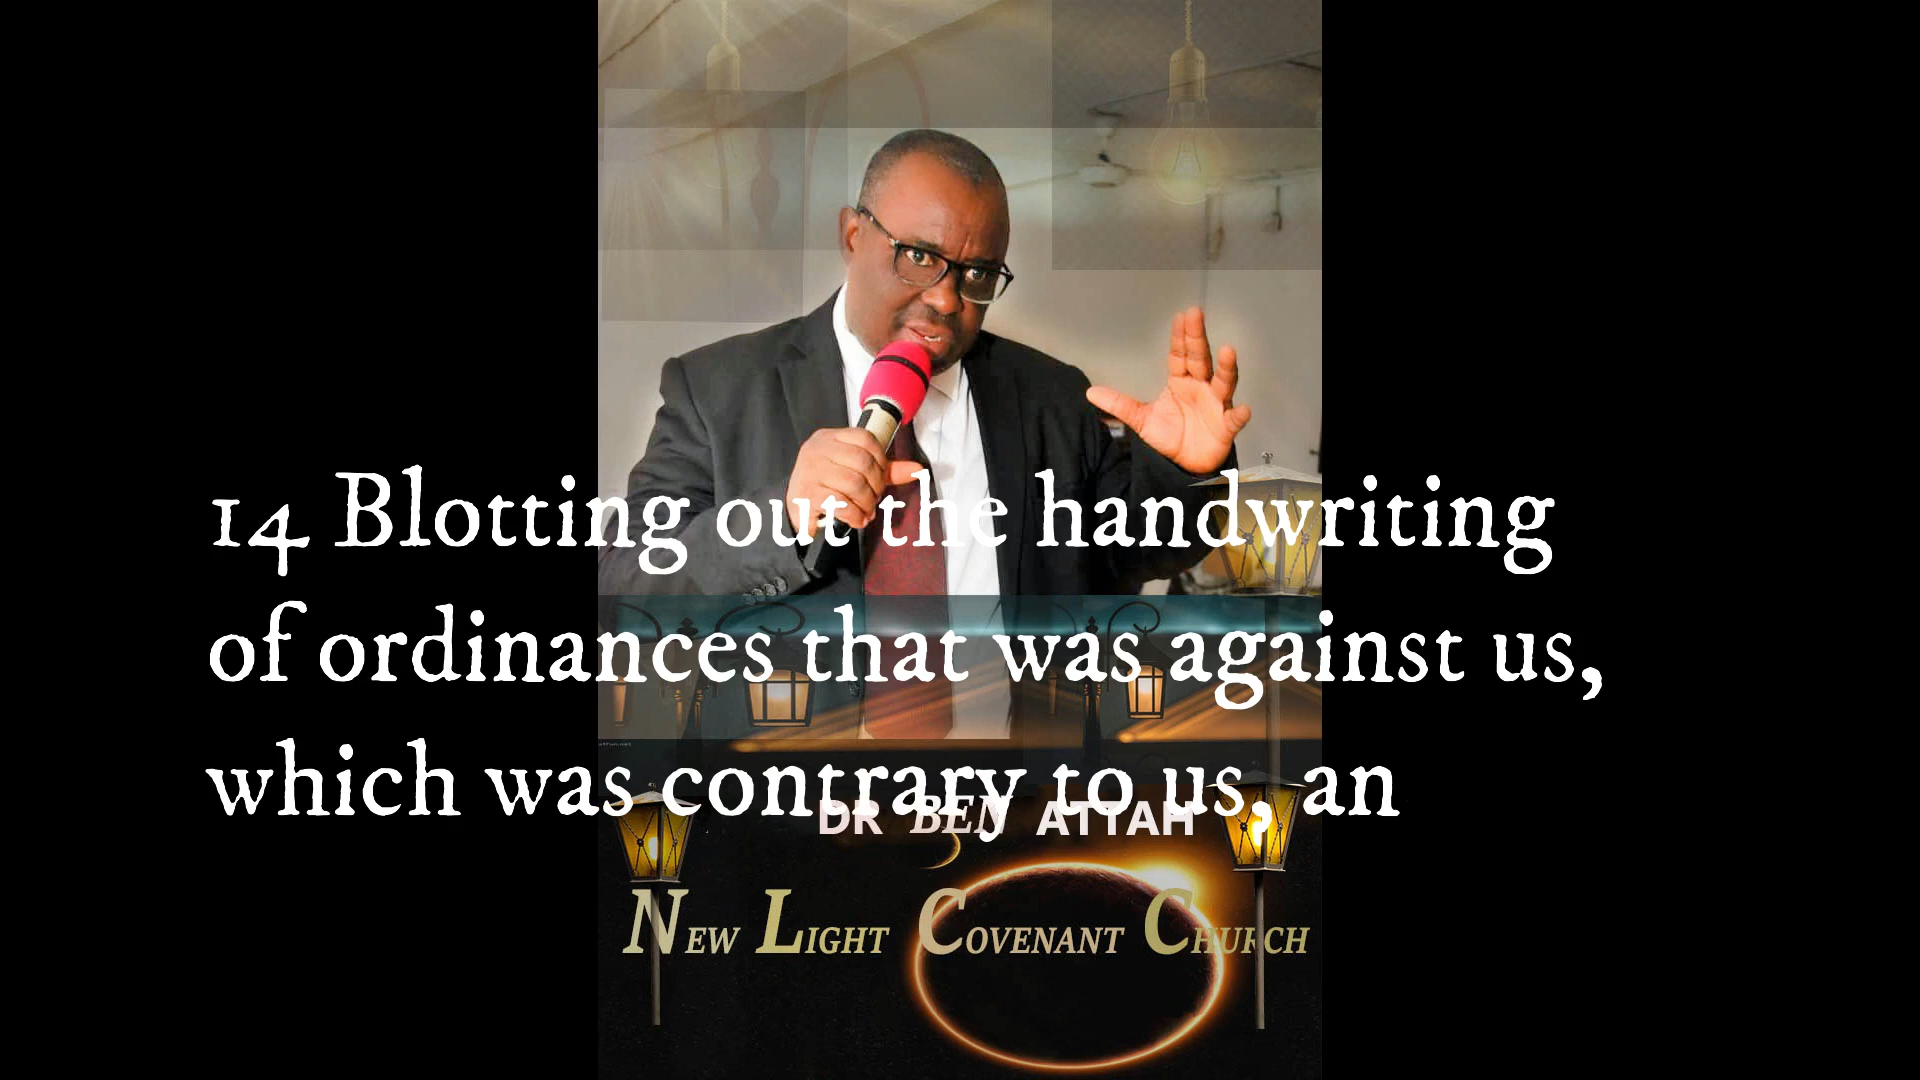 14 Blotting out the handwriting
of ordinances that was against us,
which was contrary to us, an
DR BEN ATTAH
NEW LIGHT COVENANT CHURCH